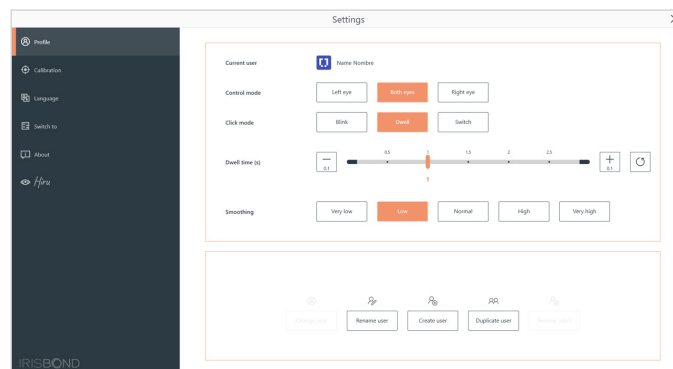 Settings
Profile
Calibration
Language
Switch to
About
Hiru
IRISBOND
Current user
Name Nombre
Control mode
Left eye
Both eyes
Right eye
Click mode
Blink
Dwell
Switch
Dwell time (s)
0.1
0.5
1
1.5
2
2.5
0.1
1
Smoothing
Very low
Low
Normal
High
Very high
Rename user
Create user
Duplicate user